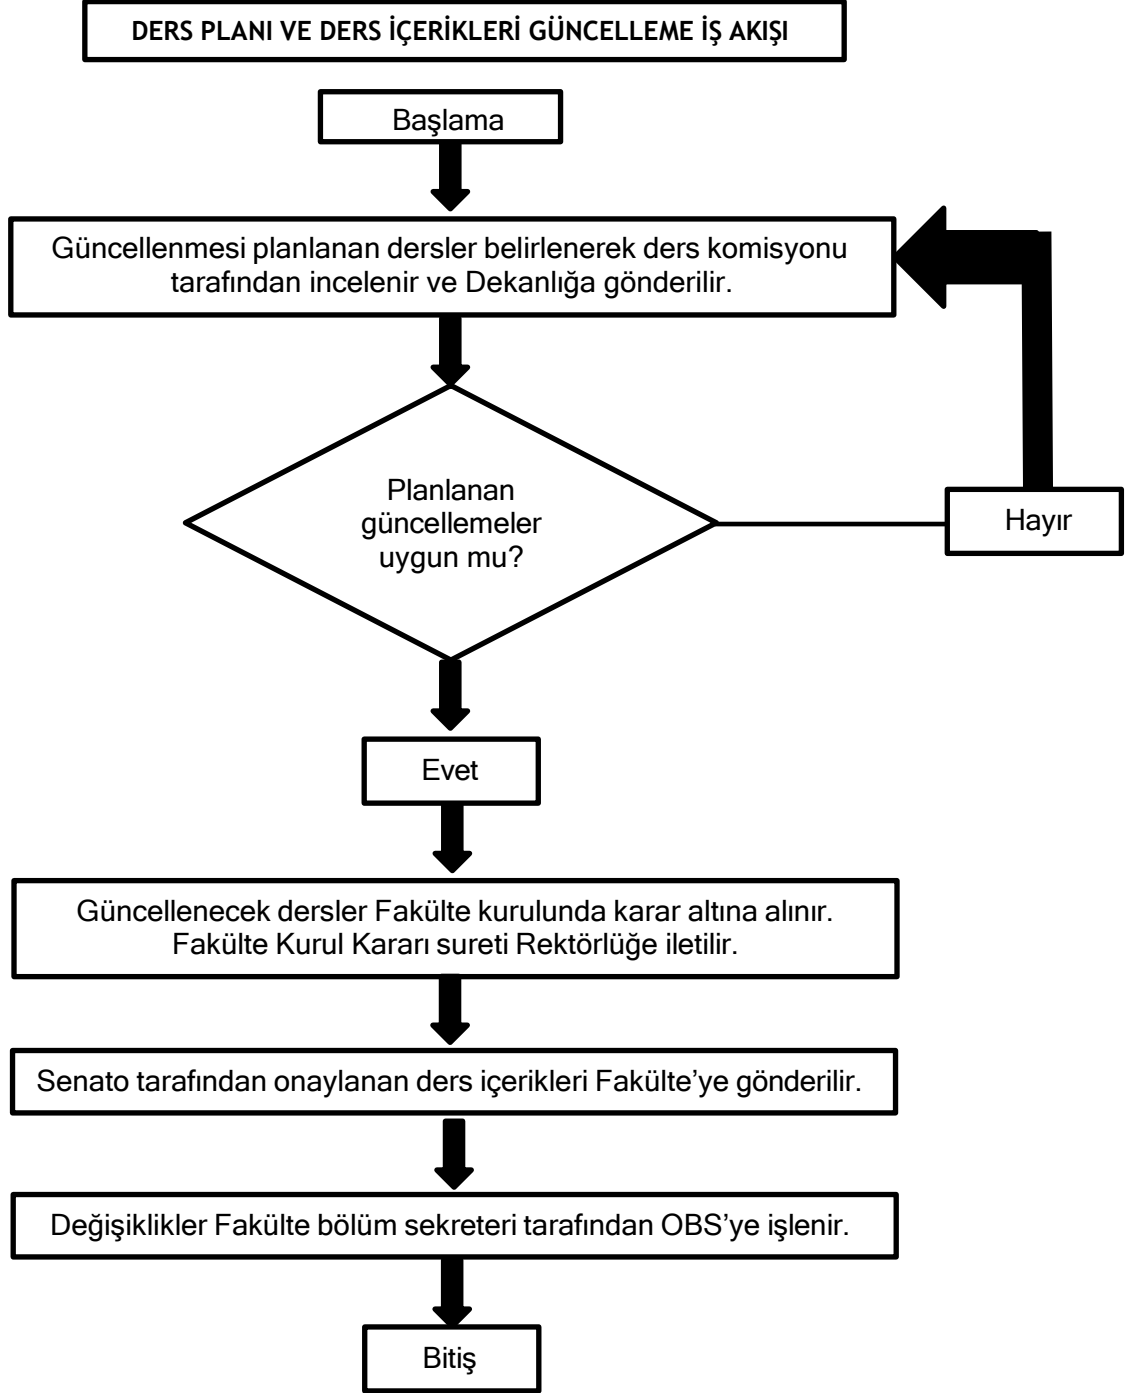 DERS PLANI VE DERS İÇERİKLERİ GÜNCELLEME İŞ AKIŞI
Başlama
Güncellenmesi planlanan dersler belirlenerek ders komisyonu
tarafından incelenir ve Dekanlığa gönderilir.
Planlanan
güncellemeler
uygun mu?
Hayır
Evet
Güncellenecek dersler Fakülte kurulunda karar altına alınır.
Fakülte Kurul Kararı sureti Rektörlüğe iletilir.
Senato tarafından onaylanan ders içerikleri Fakülte’ye gönderilir.
Değişiklikler Fakülte bölüm sekreteri tarafından OBS’ye işlenir.
Bitiş